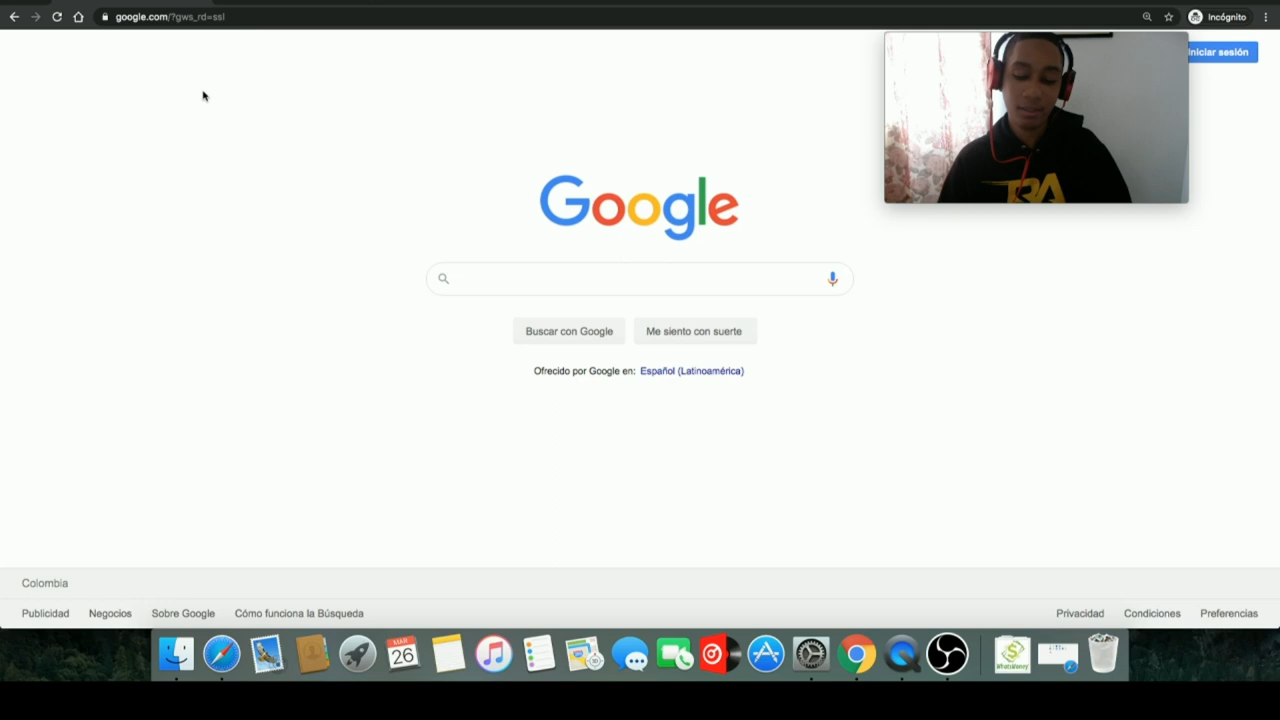 google.com/?gws_rd=ssl
Incógnito
Iniciar sesión
RA
Google
Buscar con Google
Me siento con suerte
Ofrecido por Google en: Español (Latinoamérica)
Colombia
Publicidad
Negocios
Sobre Google
Cómo funciona la Búsqueda
Privacidad
Condiciones
Preferencias
MAR
26